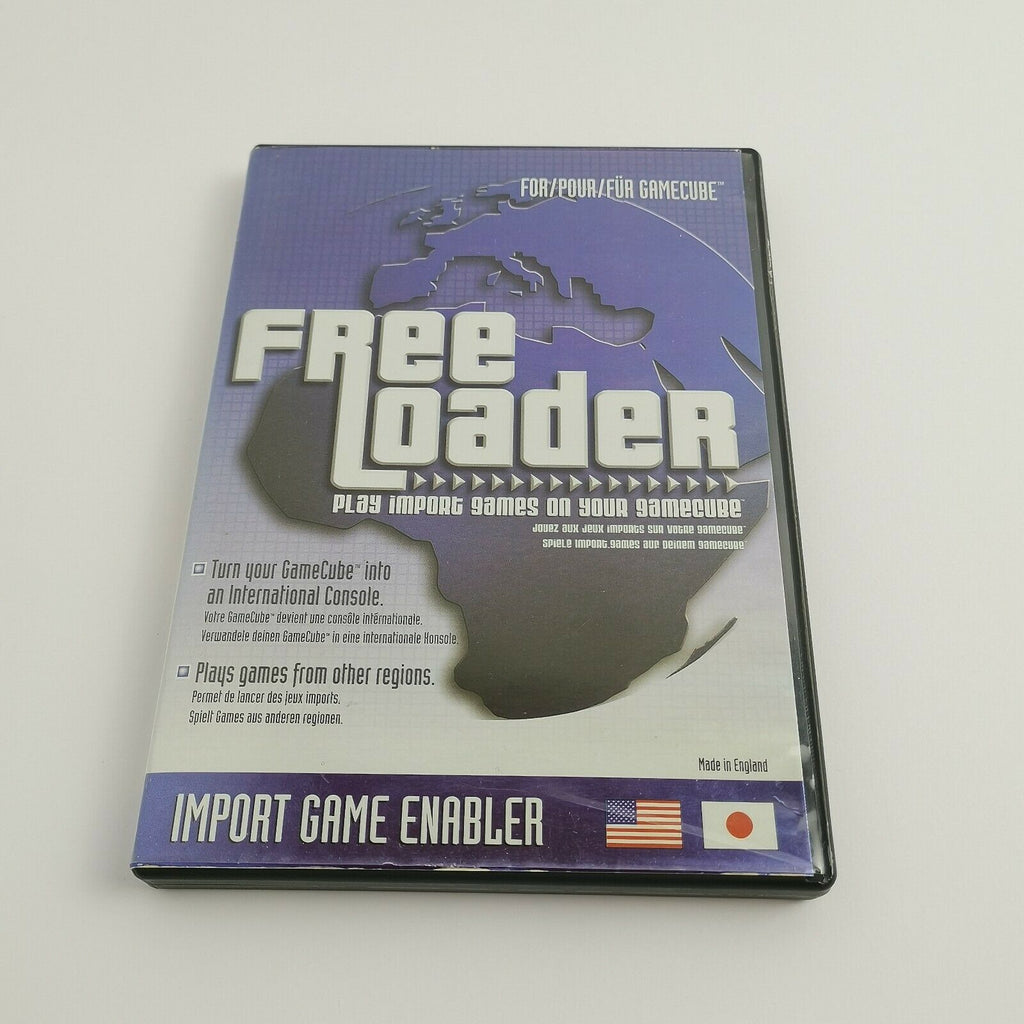 FOR/POUR/FÜR GAMECUBE™
FREE
LOADER
PLAY IMPORT GAMES ON YOUR GAMECUBE™
JOUEZ AUX JEUX IMPORTS SUR VOTRE GAMECUBE™
SPIELE IMPORT.GAMES AUF DEINEM GAMECUBE™
Turn your GameCube™ into
an International Console.
Votre GameCube™ devient une consôle intérnationale.
Verwandele deinen GameCube™ in eine internationale Konsole.
Plays games from other regions.
Permet de lancer des jeux imports.
Spielt Games aus anderen regionen.
Made in England
IMPORT GAME ENABLER